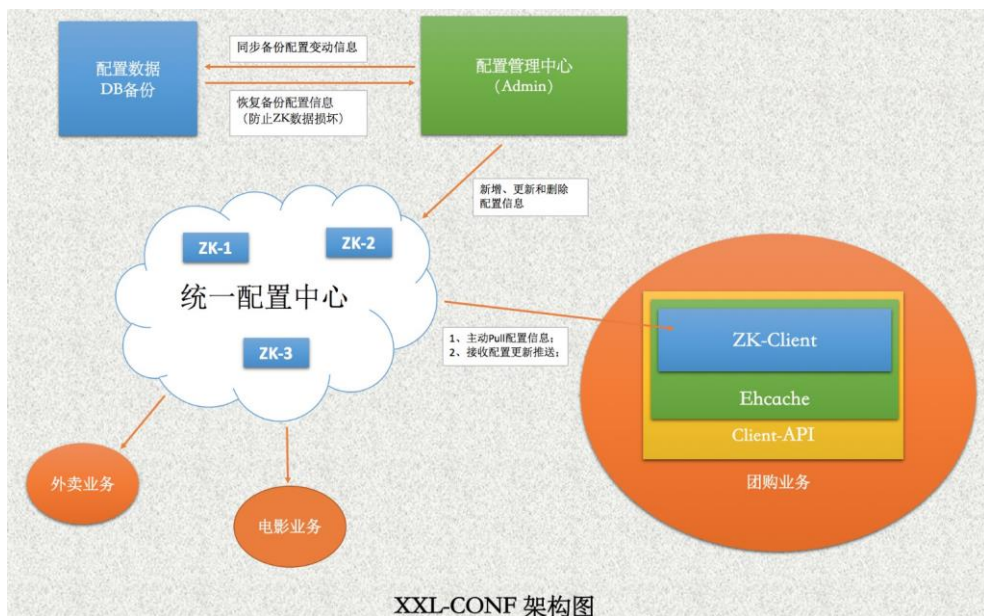 配置数据
DB备份
同步备份配置变动信息
恢复备份配置信息
（防止ZK数据损坏）
配置管理中心
（Admin）
新增、更新和删除
配置信息
ZK-1
ZK-2
统一配置中心
ZK-3
1、主动Pull配置信息；
2、接收配置更新推送；
ZK-Client
Ehcache
Client-API
团购业务
外卖业务
电影业务
XXL-CONF 架构图